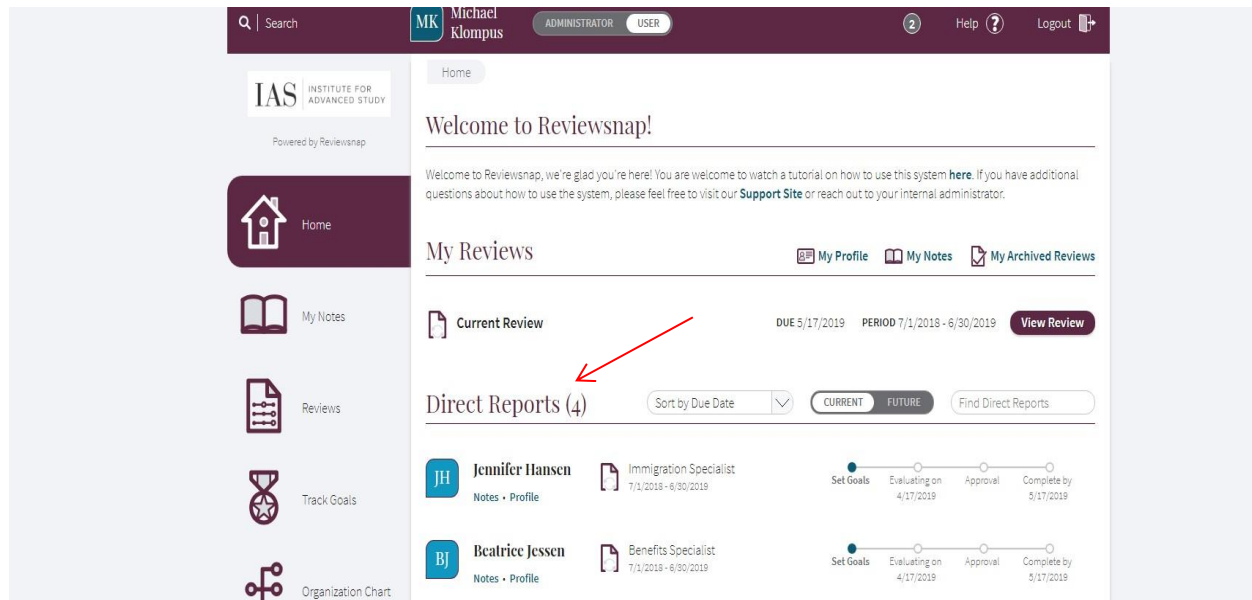 Search
MK Michael Klompus
ADMINISTRATOR USER
2
Help ?
Logout
IAS INSTITUTE FOR ADVANCED STUDY
Powered by Reviewsnap
Home
My Notes
Reviews
Track Goals
Organization Chart
Home
Welcome to Reviewsnap!
Welcome to Reviewsnap, we're glad you're here! You are welcome to watch a tutorial on how to use this system here. If you have additional
questions about how to use the system, please feel free to visit our Support Site or reach out to your internal administrator.
My Reviews
My Profile
My Notes
My Archived Reviews
Current Review
DUE 5/17/2019 PERIOD 7/1/2018 - 6/30/2019
View Review
Direct Reports (4)
Sort by Due Date
CURRENT FUTURE
Find Direct Reports
JH
Jennifer Hansen
Notes • Profile
Immigration Specialist
7/1/2018 - 6/30/2019
Set Goals
Evaluating on
4/17/2019
Approval
Complete by
5/17/2019
BJ
Beatrice Jessen
Notes • Profile
Benefits Specialist
7/1/2018 - 6/30/2019
Set Goals
Evaluating on
4/17/2019
Approval
Complete by
5/17/2019